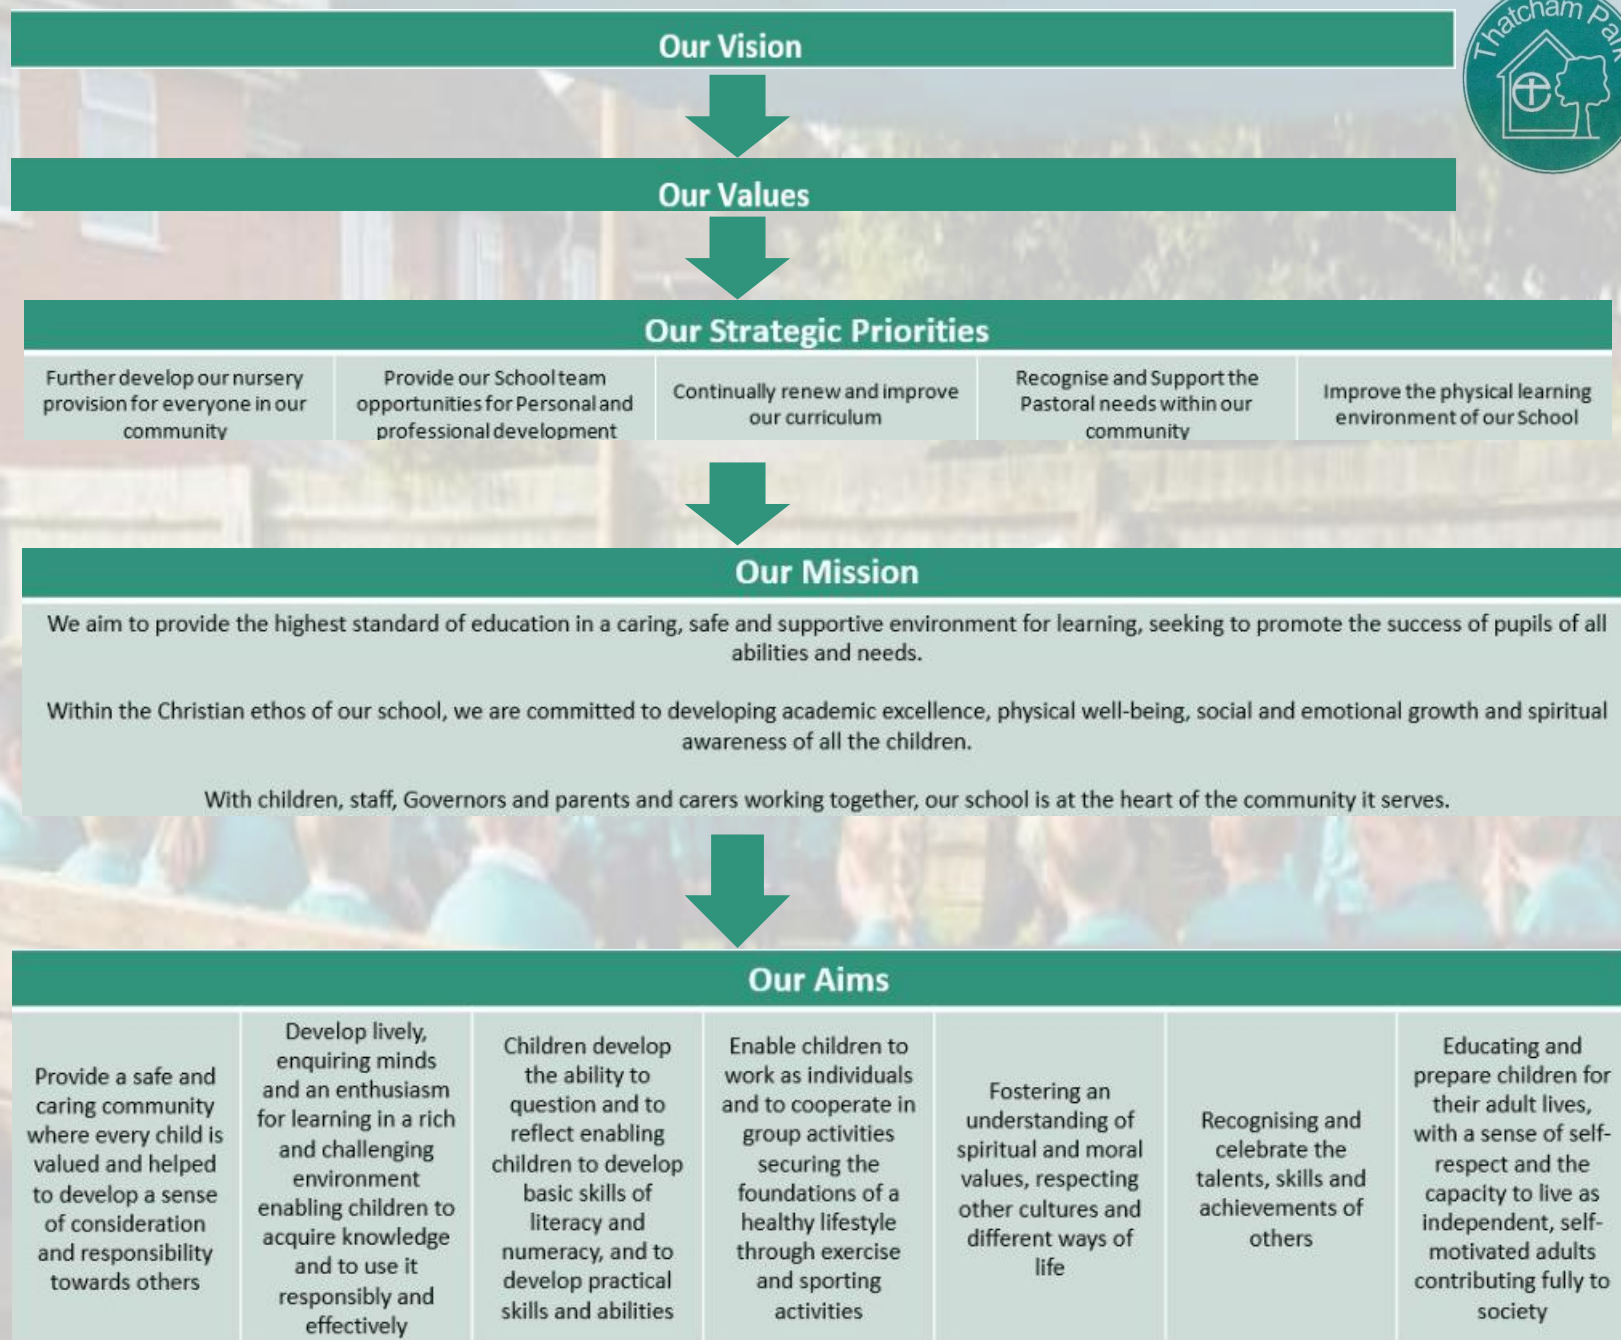 Thatcham Park
Our Vision
Our Values
Our Strategic Priorities
Further develop our nursery
provision for everyone in our
community
Provide our School team
opportunities for Personal and
professional development
Continually renew and improve
our curriculum
Recognise and Support the
Pastoral needs within our
community
Improve the physical learning
environment of our School
Our Mission
We aim to provide the highest standard of education in a caring, safe and supportive environment for learning, seeking to promote the success of pupils of all
abilities and needs.
Within the Christian ethos of our school, we are committed to developing academic excellence, physical well-being, social and emotional growth and spiritual
awareness of all the children.
With children, staff, Governors and parents and carers working together, our school is at the heart of the community it serves.
Our Aims
Provide a safe and
caring community
where every child is
valued and helped
to develop a sense
of consideration
and responsibility
towards others
Develop lively,
enquiring minds
and an enthusiasm
for learning in a rich
and challenging
environment
enabling children to
acquire knowledge
and to use it
responsibly and
effectively
Children develop
the ability to
question and to
reflect enabling
children to develop
basic skills of
literacy and
numeracy, and to
develop practical
skills and abilities
Enable children to
work as individuals
and to cooperate in
group activities
securing the
foundations of a
healthy lifestyle
through exercise
and sporting
activities
Fostering an
understanding of
spiritual and moral
values, respecting
other cultures and
different ways of
life
Recognising and
celebrate the
talents, skills and
achievements of
others
Educating and
prepare children for
their adult lives,
with a sense of self-
respect and the
capacity to live as
independent, self-
motivated adults
contributing fully to
society